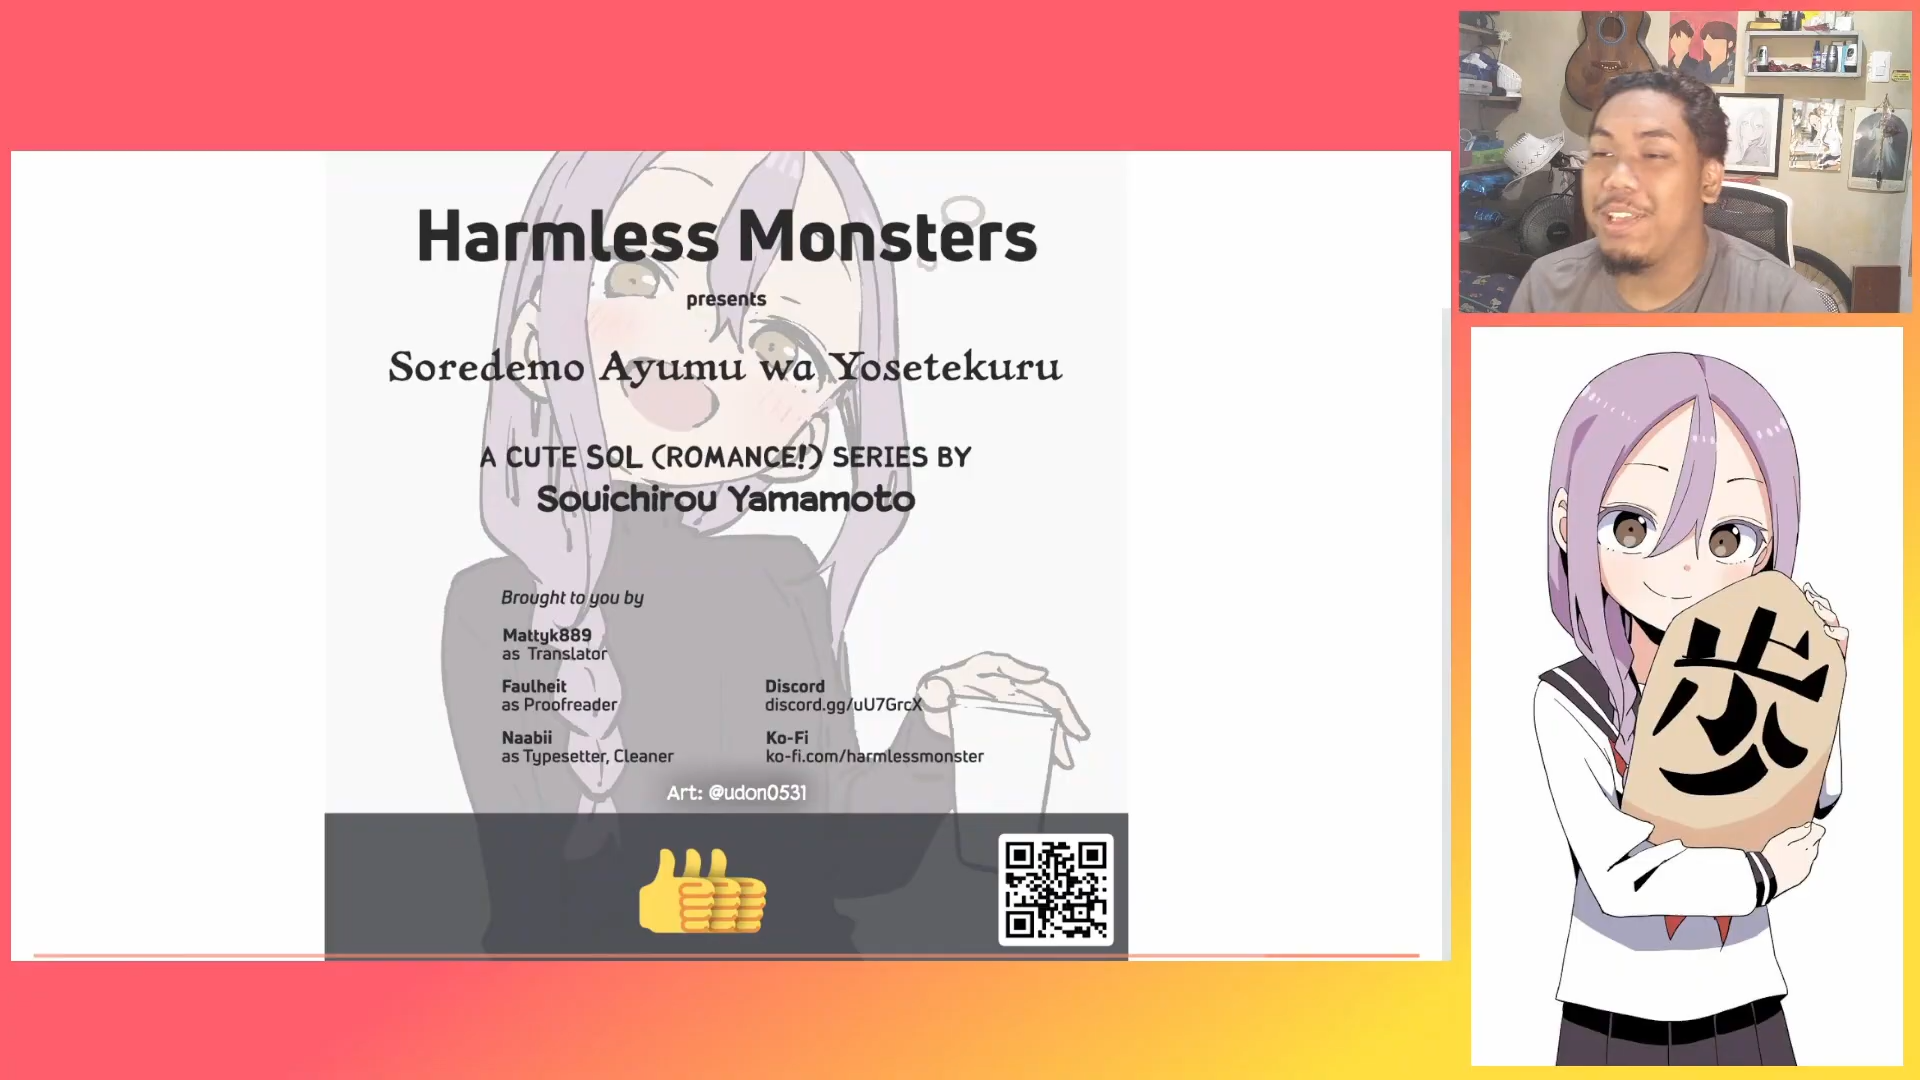 Harmless Monsters
presents
Soredemo Ayumu wa Yosetekuru
A CUTE SOL (ROMANCE!) SERIES BY
Souichirou Yamamoto
Brought to you by
Mattyk889
as Translator
Faulheit
as Proofreader
Naabii
as Typesetter, Cleaner
Discord
discord.gg/uU7GrcX
Ko-Fi
ko-fi.com/harmlessmonster
Art: @udon0531
歩